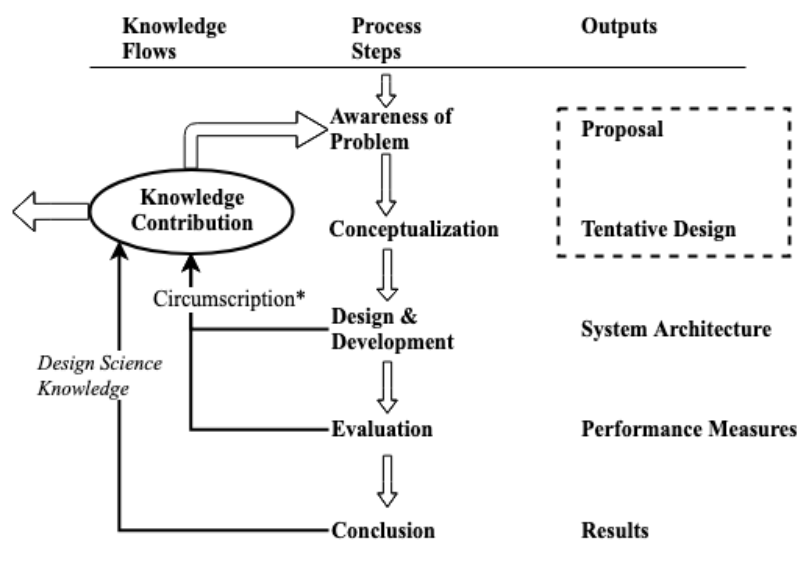 Knowledge
Flows
Process
Steps
Outputs
Awareness of
Problem
Proposal
Knowledge
Contribution
Conceptualization
Tentative Design
Circumscription*
Design &
Development
System Architecture
Design Science
Knowledge
Evaluation
Performance Measures
Conclusion
Results